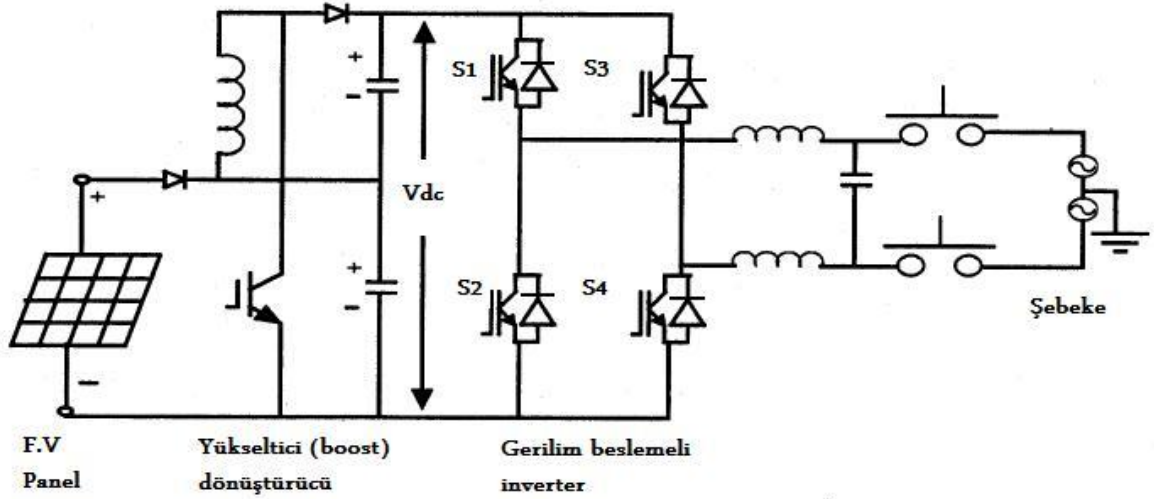 S1
S3
Vdc
S2
S4
Şebeke
F.V
Panel
Yükseltici (boost)
dönüştürücü
Gerilim beslemeli
inverter
+
−
+
−
+
−